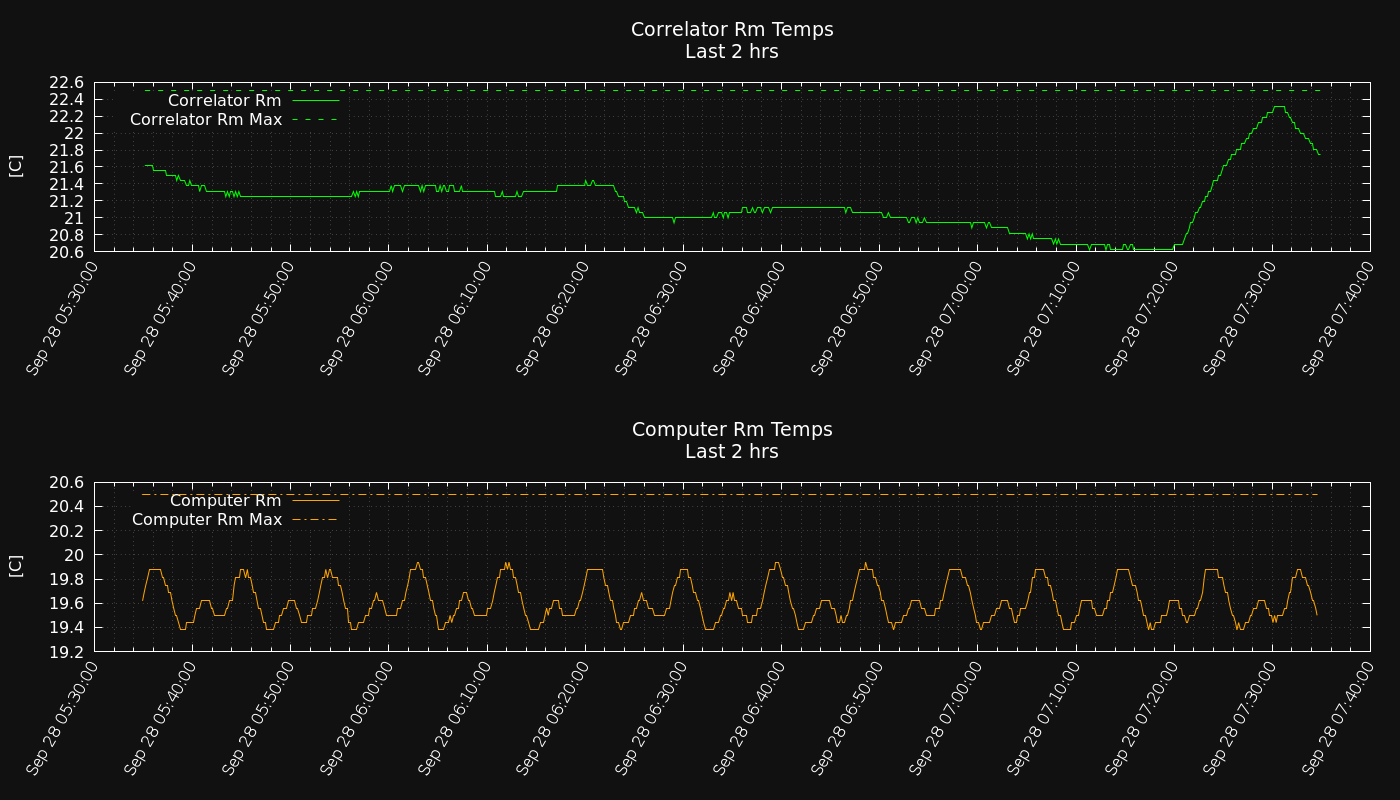 Correlator Rm Temps
Last 2 hrs
[C]
22.6
22.4
22.2
22
21.8
21.6
21.4
21.2
21
20.8
20.6
Correlator Rm
Correlator Rm Max
Sep 28 05:30:00
Sep 28 05:40:00
Sep 28 05:50:00
Sep 28 06:00:00
Sep 28 06:10:00
Sep 28 06:20:00
Sep 28 06:30:00
Sep 28 06:40:00
Sep 28 06:50:00
Sep 28 07:00:00
Sep 28 07:10:00
Sep 28 07:20:00
Sep 28 07:30:00
Sep 28 07:40:00
Computer Rm Temps
Last 2 hrs
[C]
20.6
20.4
20.2
20
19.8
19.6
19.4
19.2
Computer Rm
Computer Rm Max
Sep 28 05:30:00
Sep 28 05:40:00
Sep 28 05:50:00
Sep 28 06:00:00
Sep 28 06:10:00
Sep 28 06:20:00
Sep 28 06:30:00
Sep 28 06:40:00
Sep 28 06:50:00
Sep 28 07:00:00
Sep 28 07:10:00
Sep 28 07:20:00
Sep 28 07:30:00
Sep 28 07:40:00